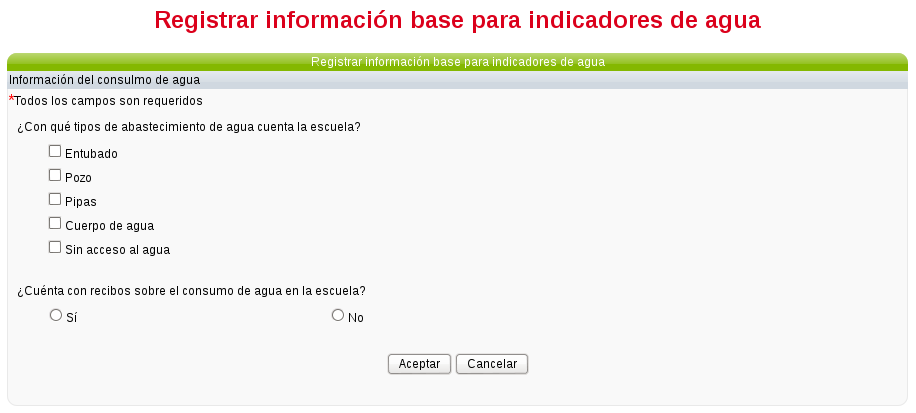 Registrar información base para indicadores de agua
Registrar información base para indicadores de agua
Información del consulmo de agua
*Todos los campos son requeridos
¿Con qué tipos de abastecimiento de agua cuenta la escuela?
Entubado
Pozo
Pipas
Cuerpo de agua
Sin acceso al agua
¿Cuénta con recibos sobre el consumo de agua en la escuela?
Sí No
Aceptar Cancelar